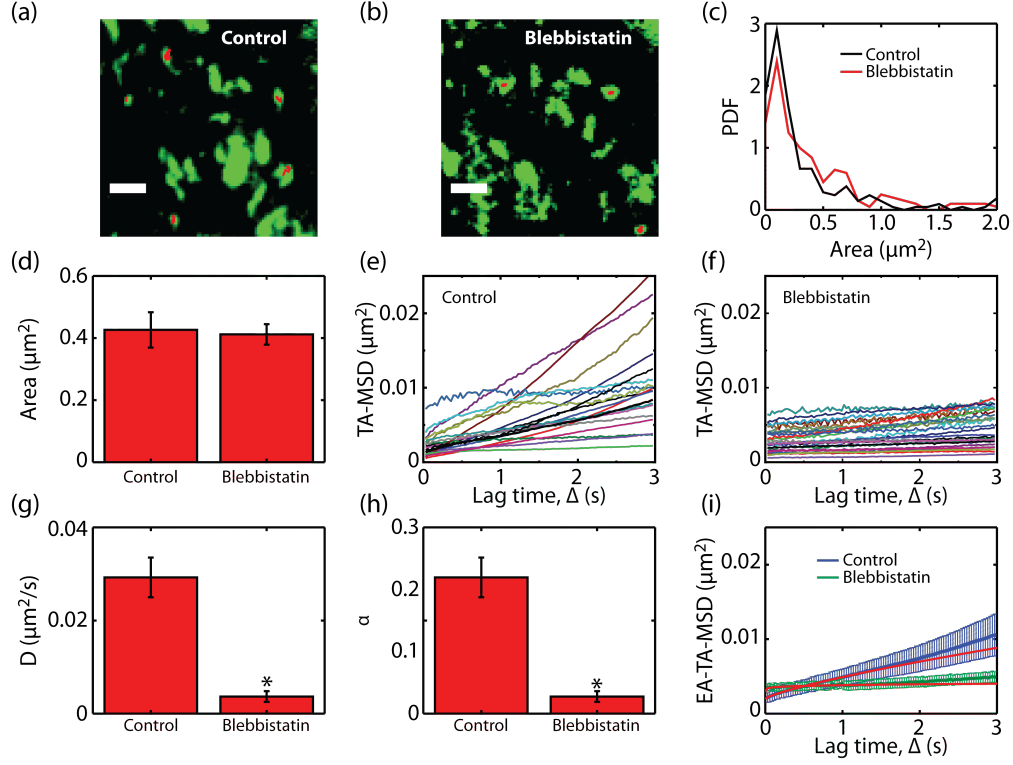 (a)
Control
(b)
Blebbistatin
(c)
3
2
1
0
PDF
Control
Blebbistatin
0 0.5 1.0 1.5 2.0
Area (μm²)
(d)
0.6
0.4
0.2
0
Area (μm²)
Control Blebbistatin
(e)
Control
0.02
0.01
0
TA-MSD (μm²)
0 1 2 3
Lag time, Δ (s)
(f)
Blebbistatin
0.02
0.01
0
TA-MSD (μm²)
0 1 2 3
Lag time, Δ (s)
(g)
0.04
0.02
0
D (μm²/s)
*
Control Blebbistatin
(h)
0.3
0.2
0.1
0
α
*
Control Blebbistatin
(i)
0.02
0.01
0
EA-TA-MSD (μm²)
Control
Blebbistatin
0 1 2 3
Lag time, Δ (s)